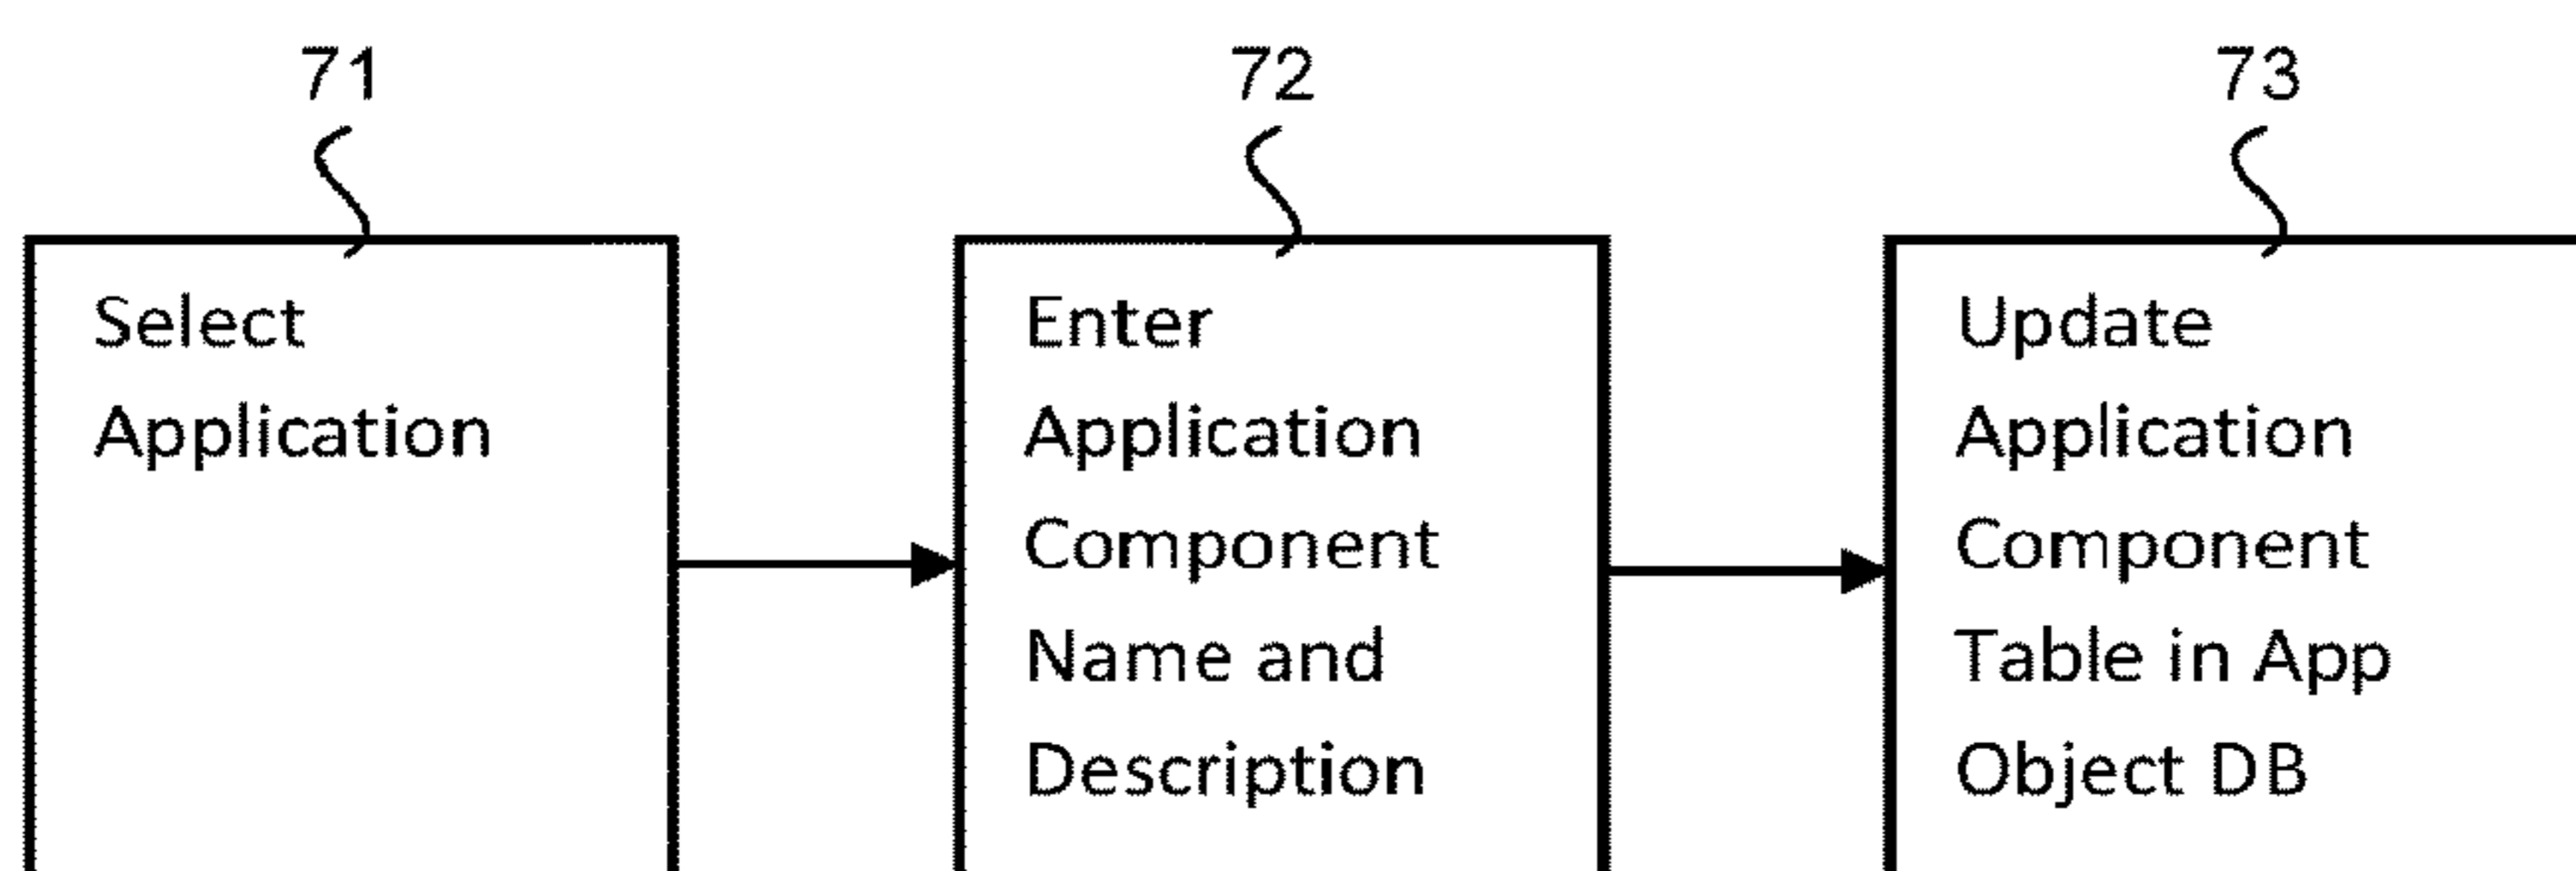 71
72
73
Select
Application
Enter
Application
Component
Name and
Description
Update
Application
Component
Table in App
Object DB